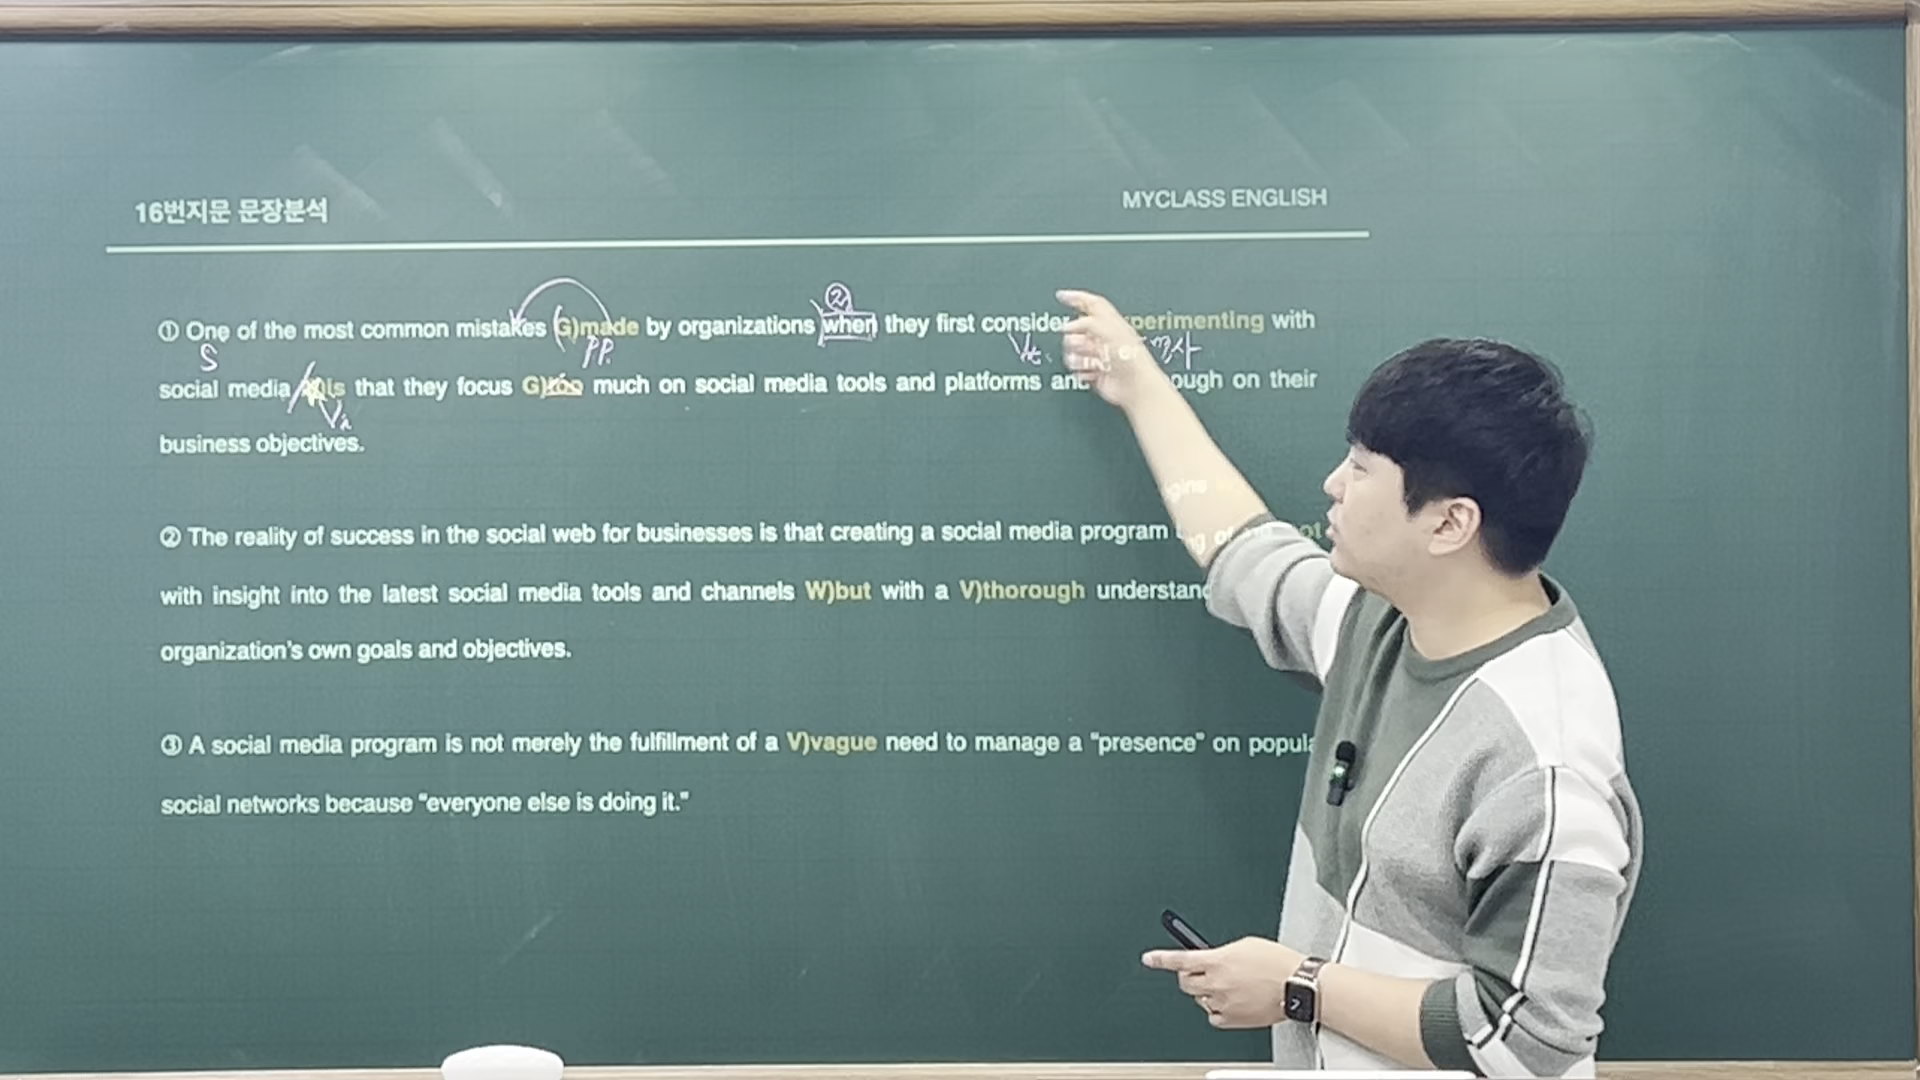 16번지문 문장분석
MYCLASS ENGLISH
②
① One of the most common mistakes G)made by organizations when they first consider experimenting with
S PP. Vt. 명사
social media is that they focus G)too much on social media tools and platforms and on their
Vi
business objectives.
② The reality of success in the social web for businesses is that creating a social media program
with insight into the latest social media tools and channels W)but with a V)thorough
organization's own goals and objectives.
③ A social media program is not merely the fulfillment of a V)vague need to manage a "presence" on
social networks because "everyone else is doing it."